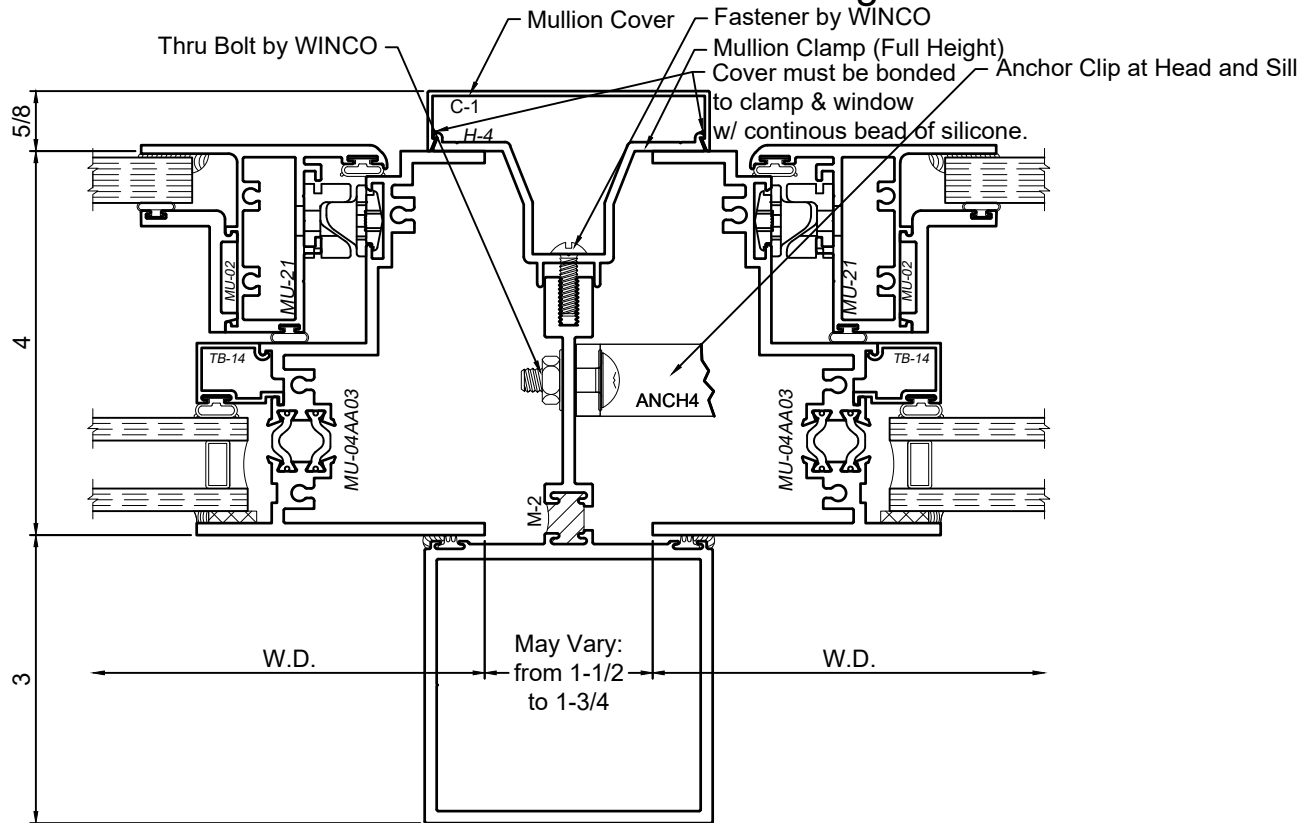 Mullion Cover
Fastener by WINCO
Thru Bolt by WINCO
Mullion Clamp (Full Height)
Cover must be bonded
to clamp & window
w/ continous bead of silicone.
Anchor Clip at Head and Sill
5/8
C-1
H-4
4
MU-02
MU-21
MU-21
MU-02
TB-14
TB-14
ANCH4
MU-04AA03
MU-04AA03
M-2
W.D.
May Vary:
from 1-1/2
to 1-3/4
W.D.
3